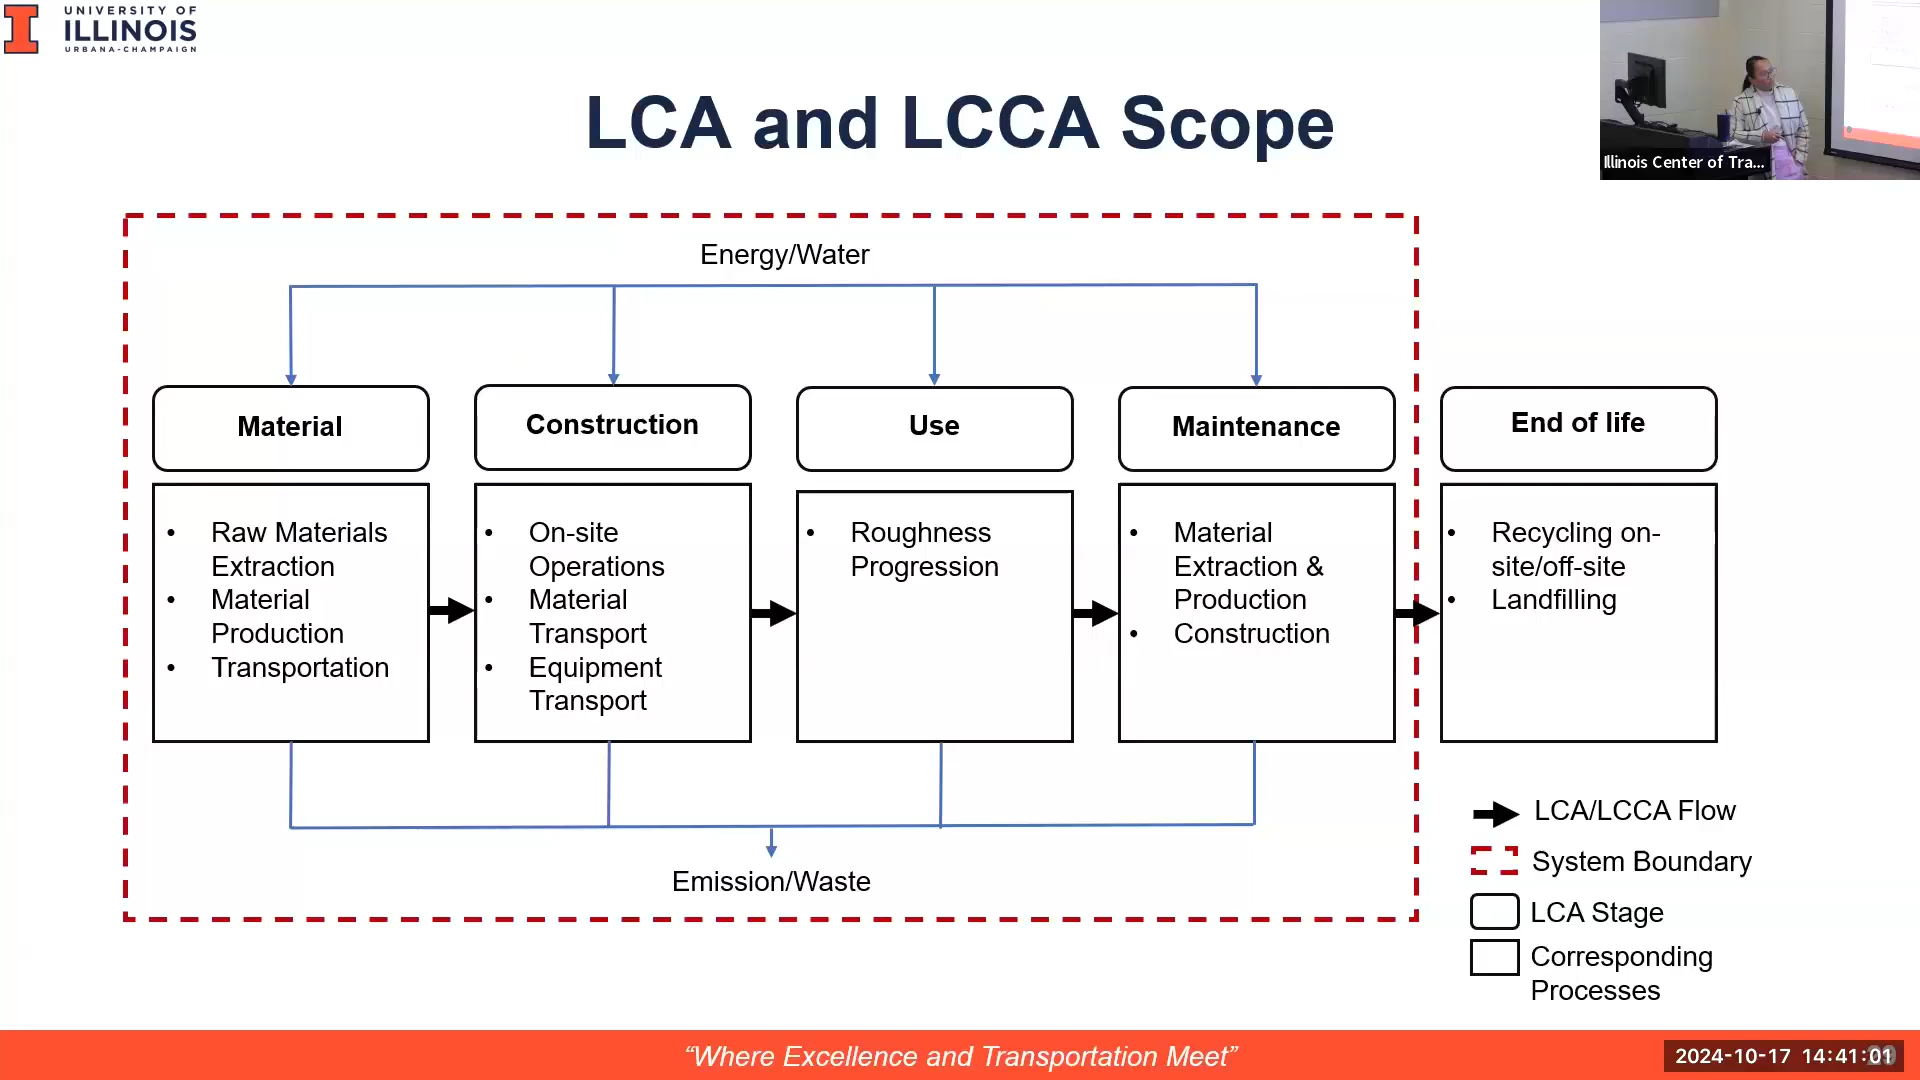 UNIVERSITY OF
ILLINOIS
URBANA-CHAMPAIGN
Illinois Center of Tra...
LCA and LCCA Scope
Energy/Water
Material
Construction
Use
Maintenance
End of life
• Raw Materials
Extraction
• Material
Production
• Transportation
• On-site
Operations
• Material
Transport
• Equipment
Transport
• Roughness
Progression
• Material
Extraction &
Production
• Construction
• Recycling on-
site/off-site
• Landfilling
Emission/Waste
LCA/LCCA Flow
System Boundary
LCA Stage
Corresponding
Processes
“Where Excellence and Transportation Meet”
2024-10-17 14:41:01